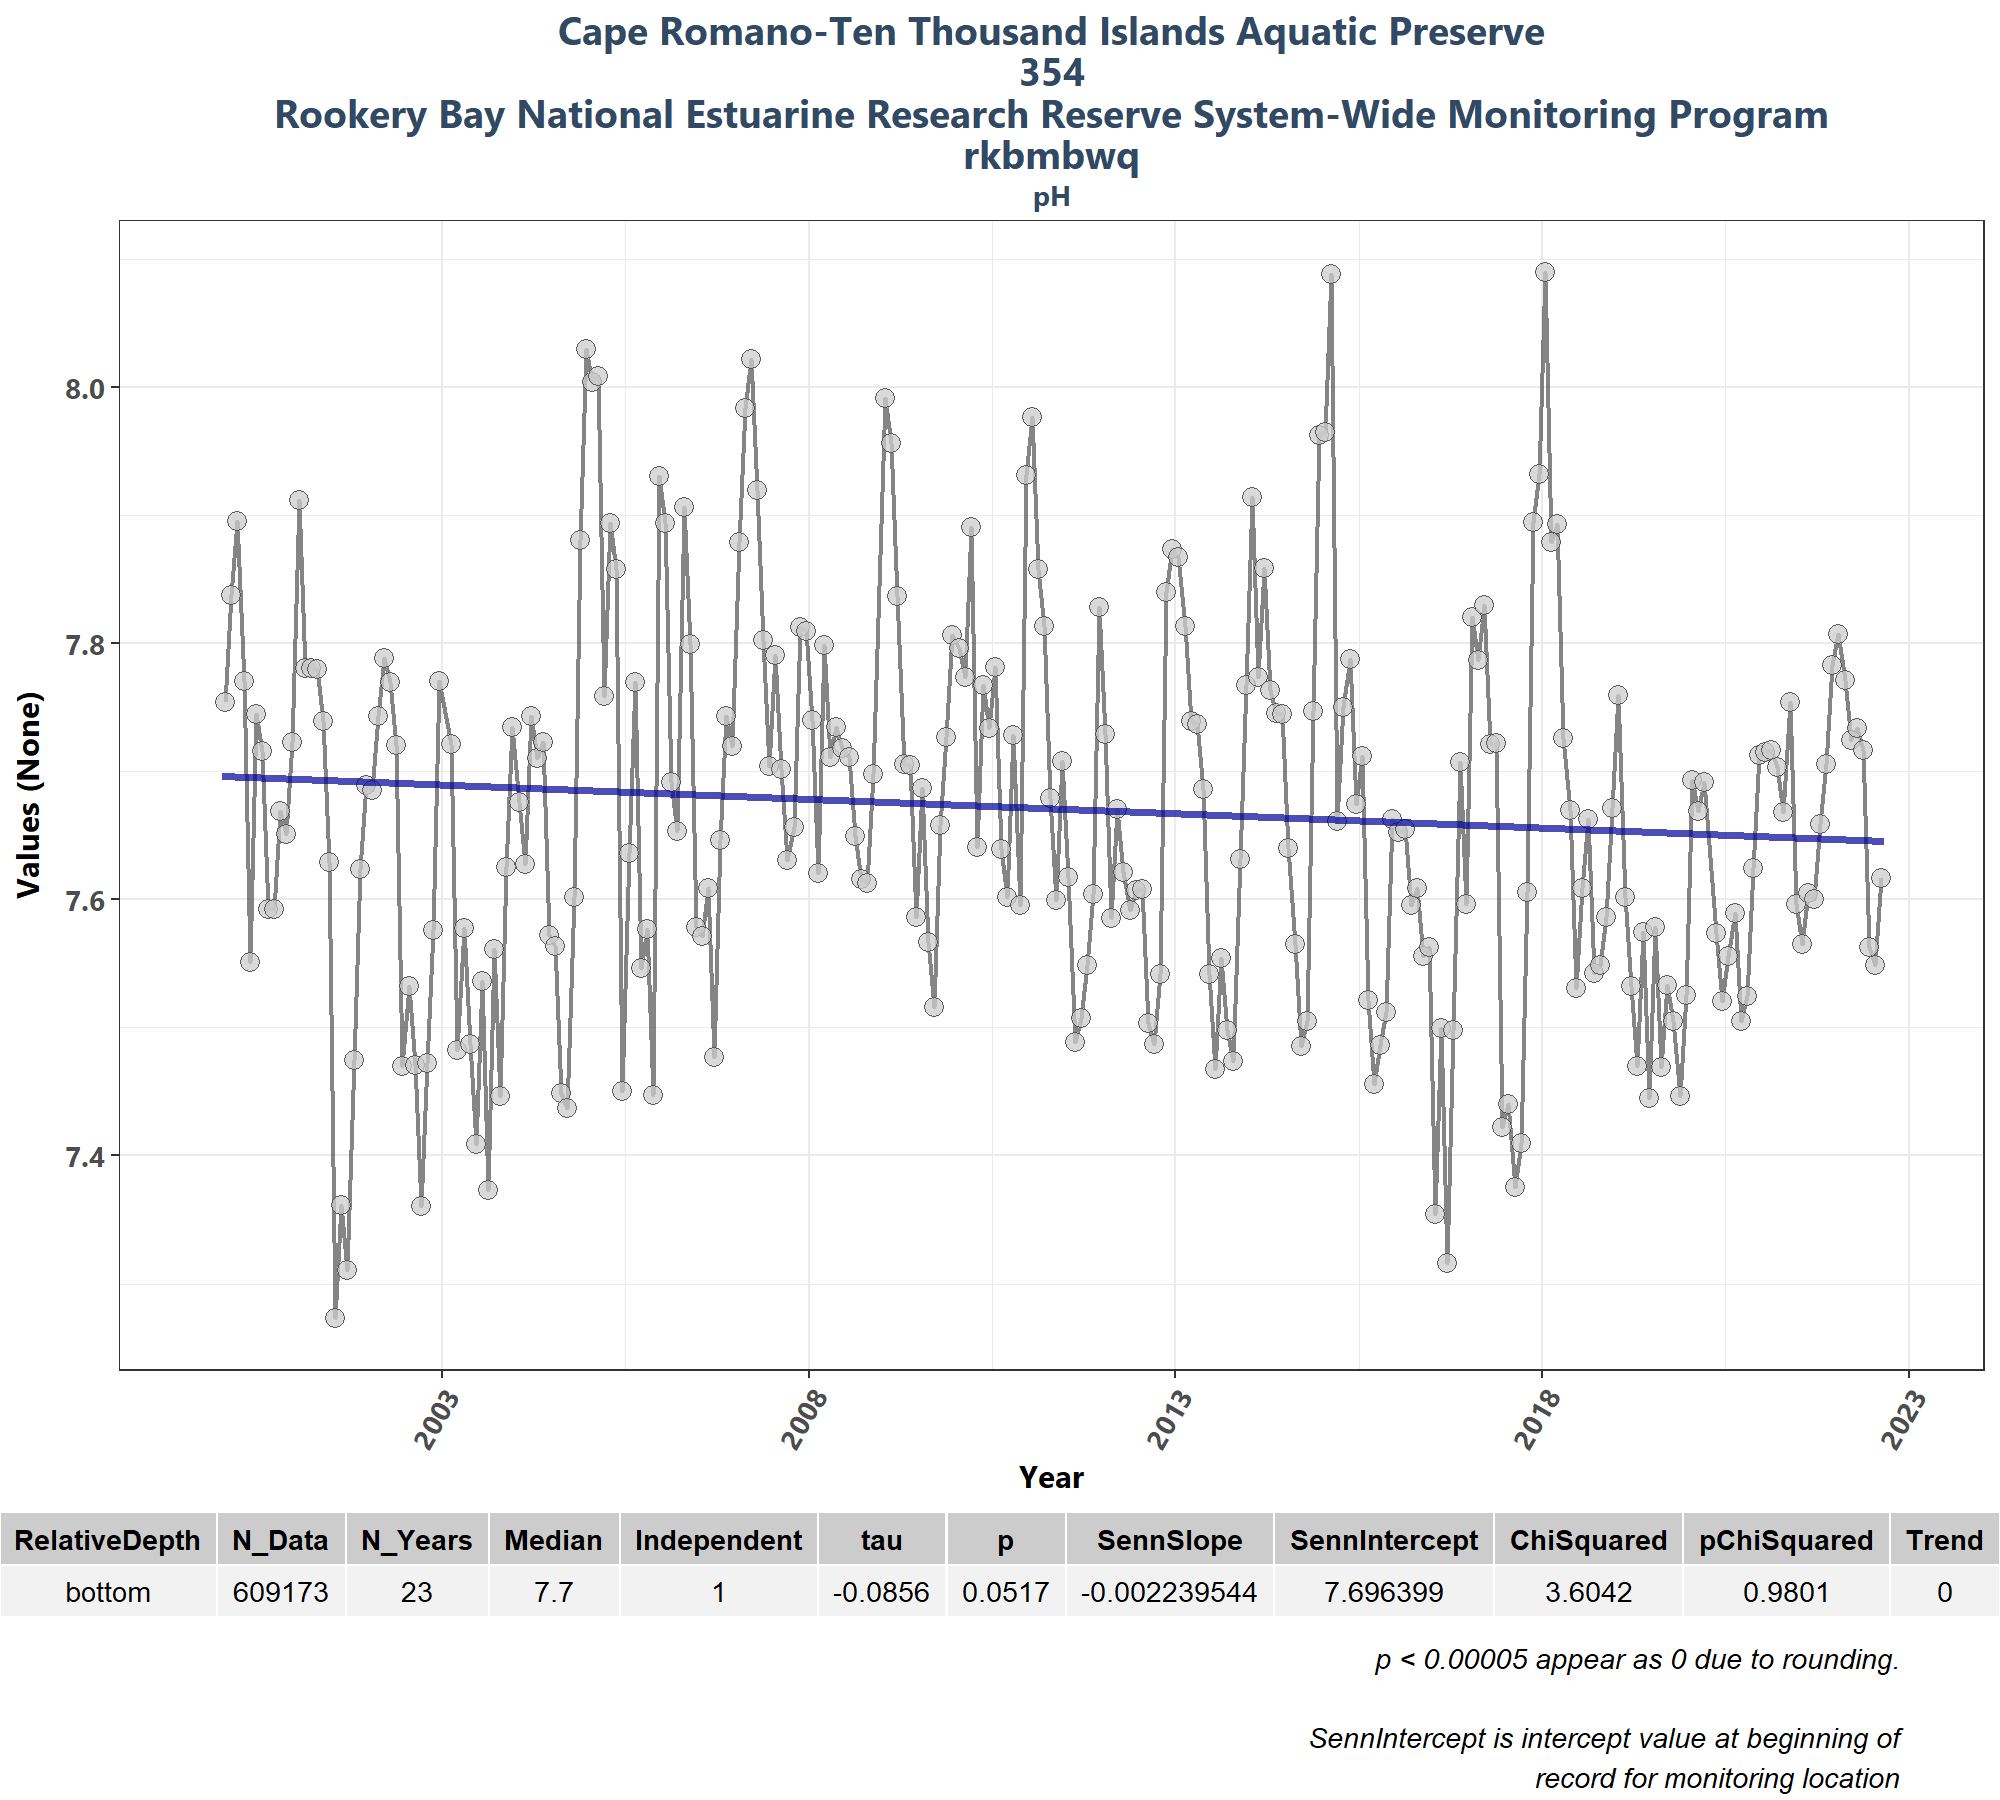 Cape Romano-Ten Thousand Islands Aquatic Preserve
354
Rookery Bay National Estuarine Research Reserve System-Wide Monitoring Program
rkbmbwq
pH
Values (None)
8.0
7.8
7.6
7.4
2003 2008 2013 2018 2023
Year
RelativeDepth N_Data N_Years Median Independent tau p SennSlope SennIntercept ChiSquared pChiSquared Trend
bottom 609173 23 7.7 1 -0.0856 0.0517 -0.002239544 7.696399 3.6042 0.9801 0
p < 0.00005 appear as 0 due to rounding.
SennIntercept is intercept value at beginning of
record for monitoring location